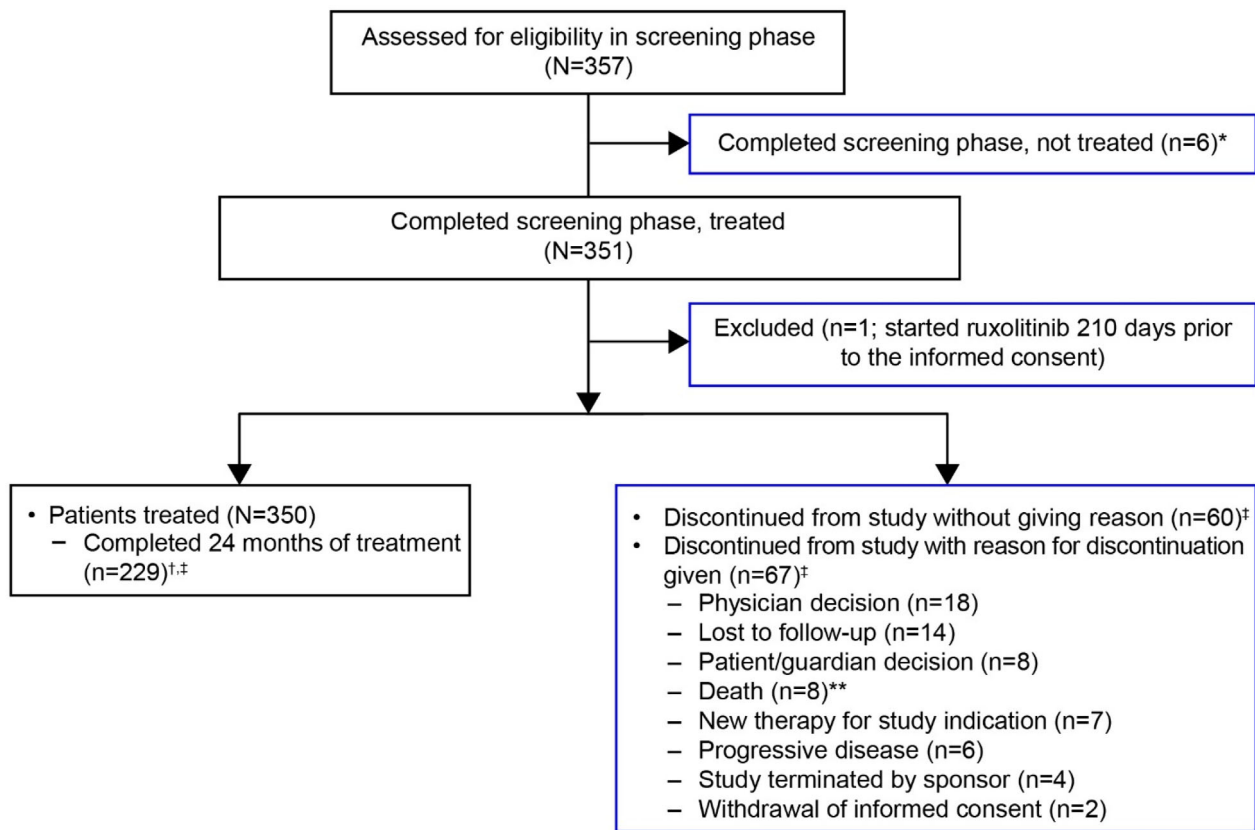 Assessed for eligibility in screening phase
(N=357)
Completed screening phase, not treated (n=6)*
Completed screening phase, treated
(N=351)
Excluded (n=1; started ruxolitinib 210 days prior
to the informed consent)
• Patients treated (N=350)
– Completed 24 months of treatment
(n=229)†,‡
• Discontinued from study without giving reason (n=60)‡
• Discontinued from study with reason for discontinuation
given (n=67)‡
– Physician decision (n=18)
– Lost to follow-up (n=14)
– Patient/guardian decision (n=8)
– Death (n=8)**
– New therapy for study indication (n=7)
– Progressive disease (n=6)
– Study terminated by sponsor (n=4)
– Withdrawal of informed consent (n=2)